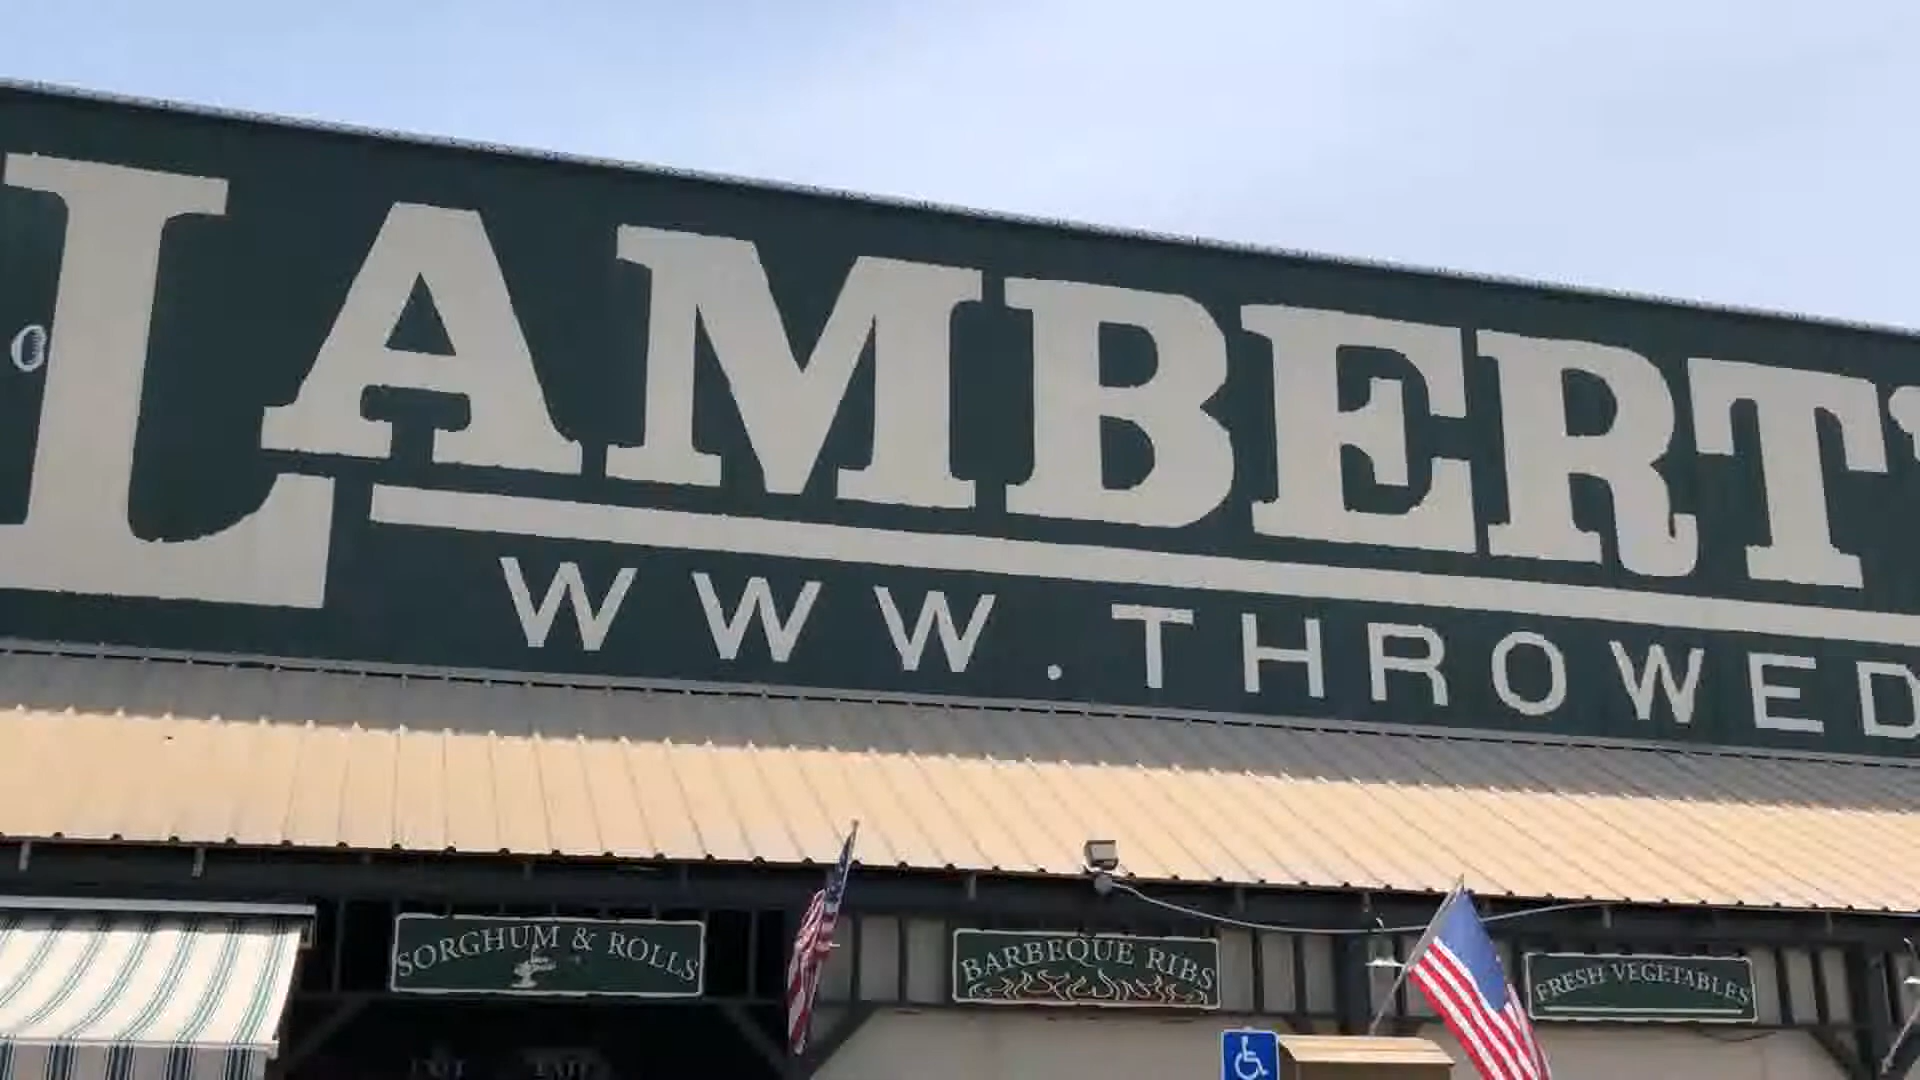 LAMBERT'
WWW.THROWED
SORGHUM & ROLLS
BARBEQUE RIBS
FRESH VEGETABLES